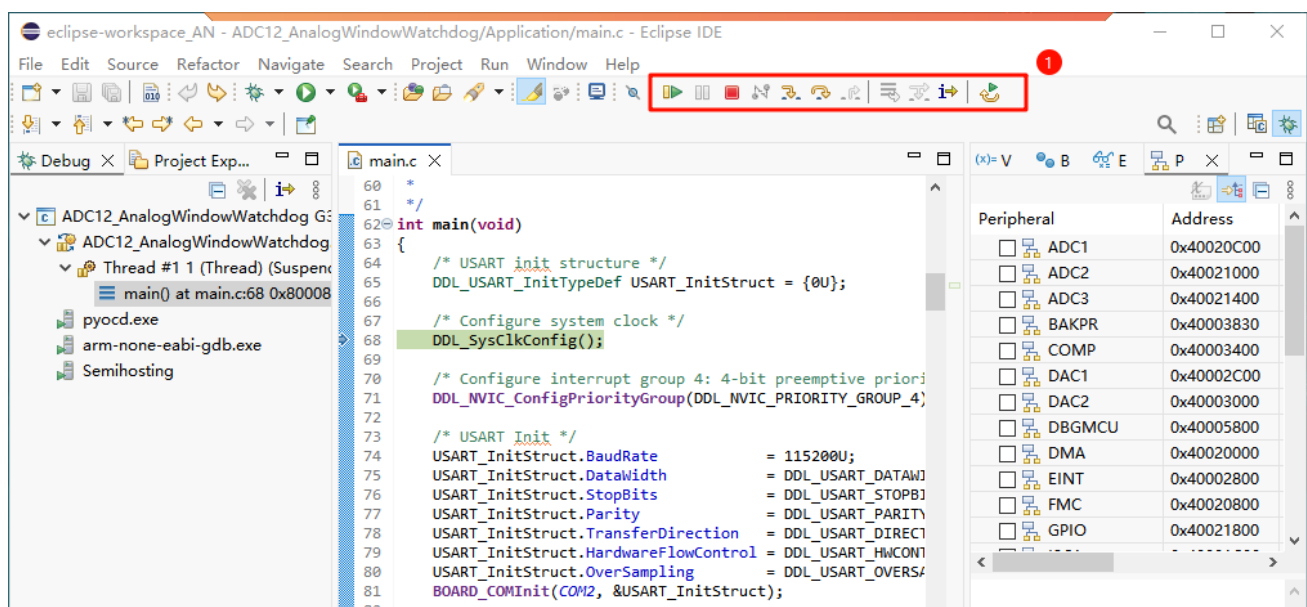 eclipse-workspace_AN - ADC12_AnalogWindowWatchdog/Application/main.c - Eclipse IDE
File Edit Source Refactor Navigate Search Project Run Window Help
1
Debug
Project Exp...
ADC12_AnalogWindowWatchdog G3
ADC12_AnalogWindowWatchdog
Thread #1 1 (Thread) (Suspen
main() at main.c:68 0x80008
pyocd.exe
arm-none-eabi-gdb.exe
Semihosting
main.c
60 *
61 */
62 int main(void)
63 {
64 /* USART init structure */
65 DDL_USART_InitTypeDef USART_InitStruct = {0U};
66
67 /* Configure system clock */
68 DDL_SysClkConfig();
69
70 /* Configure interrupt group 4: 4-bit preemptive priori
71 DDL_NVIC_ConfigPriorityGroup(DDL_NVIC_PRIORITY_GROUP_4)
72
73 /* USART Init */
74 USART_InitStruct.BaudRate = 115200U;
75 USART_InitStruct.DataWidth = DDL_USART_DATAWI
76 USART_InitStruct.StopBits = DDL_USART_STOPBI
77 USART_InitStruct.Parity = DDL_USART_PARITY
78 USART_InitStruct.TransferDirection = DDL_USART_DIRECT
79 USART_InitStruct.HardwareFlowControl = DDL_USART_HWCONT
80 USART_InitStruct.OverSampling = DDL_USART_OVERSA
81 BOARD_COMInit(COM2, &USART_InitStruct);
(x)= V B E P
Peripheral Address
ADC1 0x40020C00
ADC2 0x40021000
ADC3 0x40021400
BAKPR 0x40003830
COMP 0x40003400
DAC1 0x40002C00
DAC2 0x40003000
DBGMCU 0x40005800
DMA 0x40020000
EINT 0x40002800
FMC 0x40020800
GPIO 0x40021800